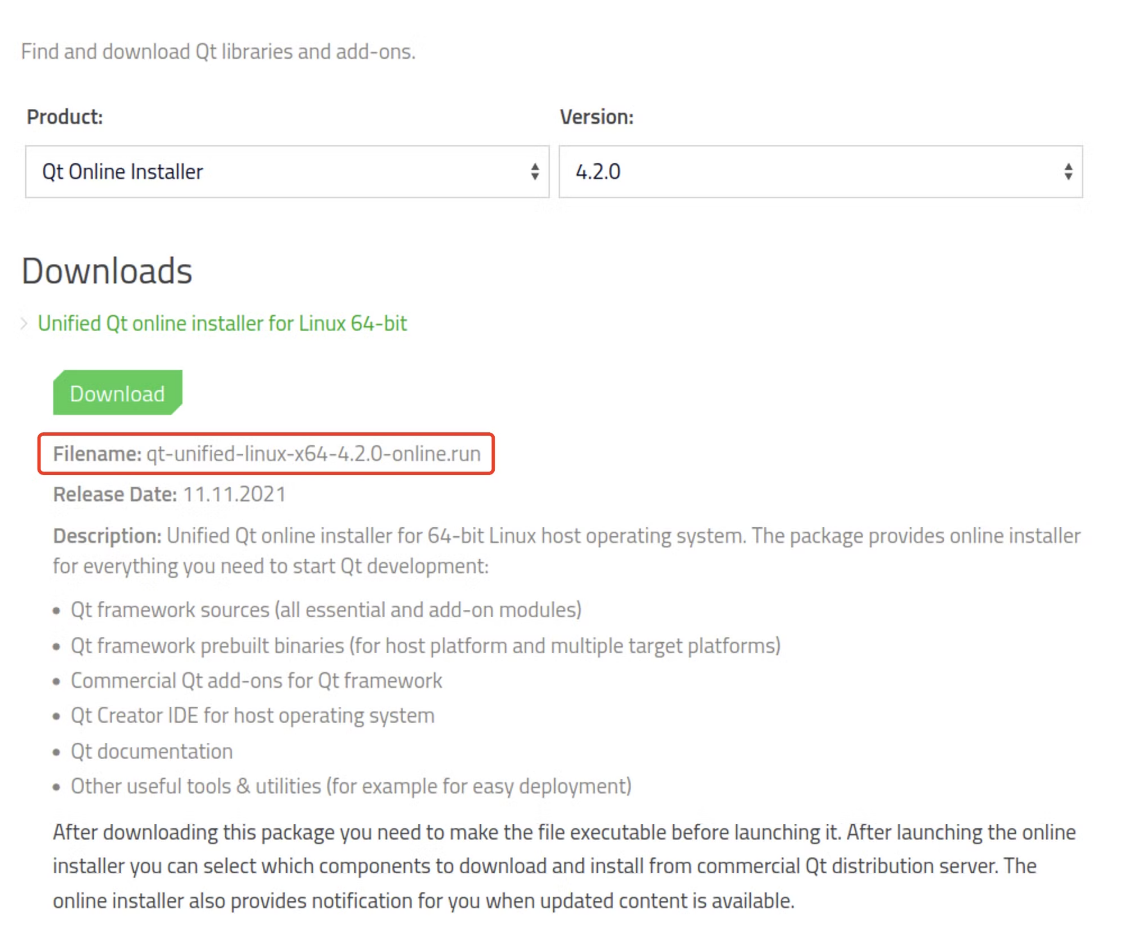 Find and download Qt libraries and add-ons.
Product:
Version:
Qt Online Installer
4.2.0
Downloads
Unified Qt online installer for Linux 64-bit
Download
Filename: qt-unified-linux-x64-4.2.0-online.run
Release Date: 11.11.2021
Description: Unified Qt online installer for 64-bit Linux host operating system. The package provides online installer
for everything you need to start Qt development:
• Qt framework sources (all essential and add-on modules)
• Qt framework prebuilt binaries (for host platform and multiple target platforms)
• Commercial Qt add-ons for Qt framework
• Qt Creator IDE for host operating system
• Qt documentation
• Other useful tools & utilities (for example for easy deployment)
After downloading this package you need to make the file executable before launching it. After launching the online
installer you can select which components to download and install from commercial Qt distribution server. The
online installer also provides notification for you when updated content is available.